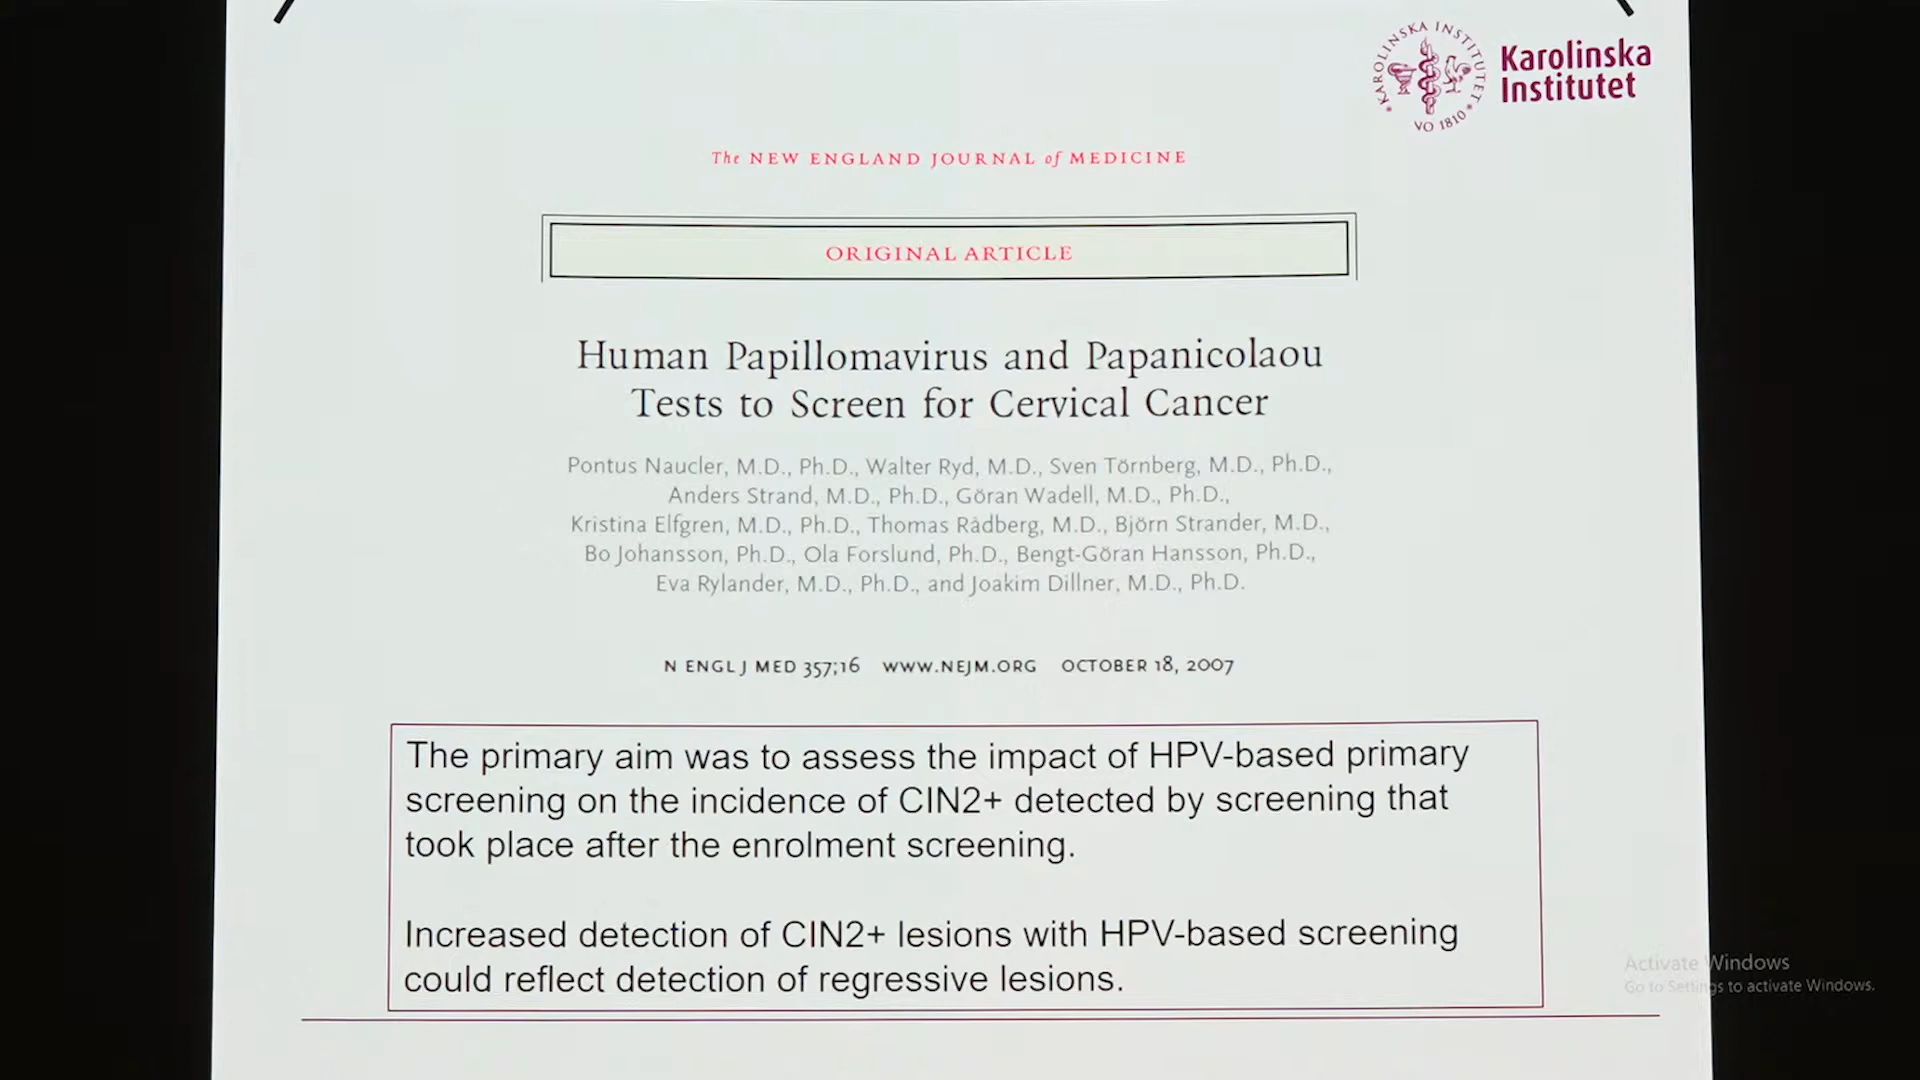 KAROLINSKA INSTITUTET
VO 1810
Karolinska
Institutet
The NEW ENGLAND JOURNAL of MEDICINE
ORIGINAL ARTICLE
Human Papillomavirus and Papanicolaou
Tests to Screen for Cervical Cancer
Pontus Naucler, M.D., Ph.D., Walter Ryd, M.D., Sven Törnberg, M.D., Ph.D.,
Anders Strand, M.D., Ph.D., Göran Wadell, M.D., Ph.D.,
Kristina Elfgren, M.D., Ph.D., Thomas Rådberg, M.D., Björn Strander, M.D.,
Bo Johansson, Ph.D., Ola Forslund, Ph.D., Bengt-Göran Hansson, Ph.D.,
Eva Rylander, M.D., Ph.D., and Joakim Dillner, M.D., Ph.D.
N ENGL J MED 357;16 WWW.NEJM.ORG OCTOBER 18, 2007
The primary aim was to assess the impact of HPV-based primary
screening on the incidence of CIN2+ detected by screening that
took place after the enrolment screening.
Increased detection of CIN2+ lesions with HPV-based screening
could reflect detection of regressive lesions.
Activate Windows
Go to Settings to activate Windows.